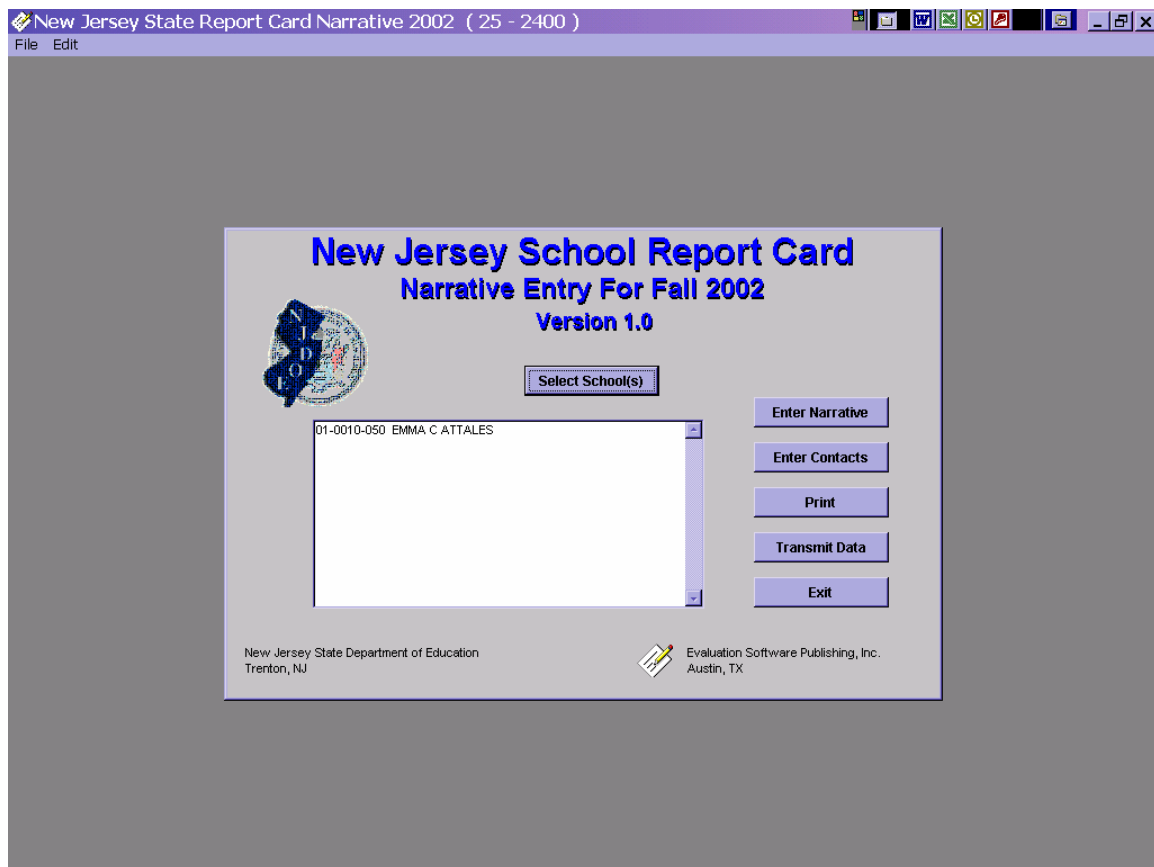 New Jersey State Report Card Narrative 2002 ( 25 - 2400 )
File Edit
New Jersey School Report Card
Narrative Entry For Fall 2002
Version 1.0
NJDOE
Select School(s)
01-0010-050 EMMA C ATTALES
Enter Narrative
Enter Contacts
Print
Transmit Data
Exit
New Jersey State Department of Education
Trenton, NJ
Evaluation Software Publishing, Inc.
Austin, TX